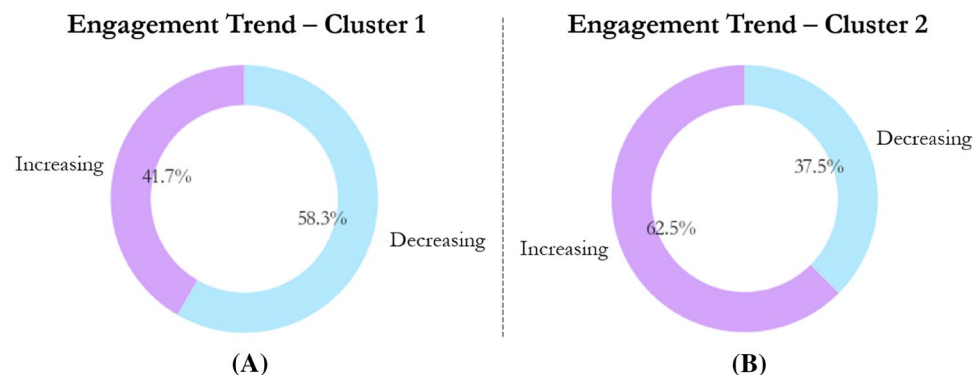 Engagement Trend – Cluster 1
Increasing
41.7%
58.3%
Decreasing
(A)
Engagement Trend – Cluster 2
Decreasing
37.5%
62.5%
Increasing
(B)